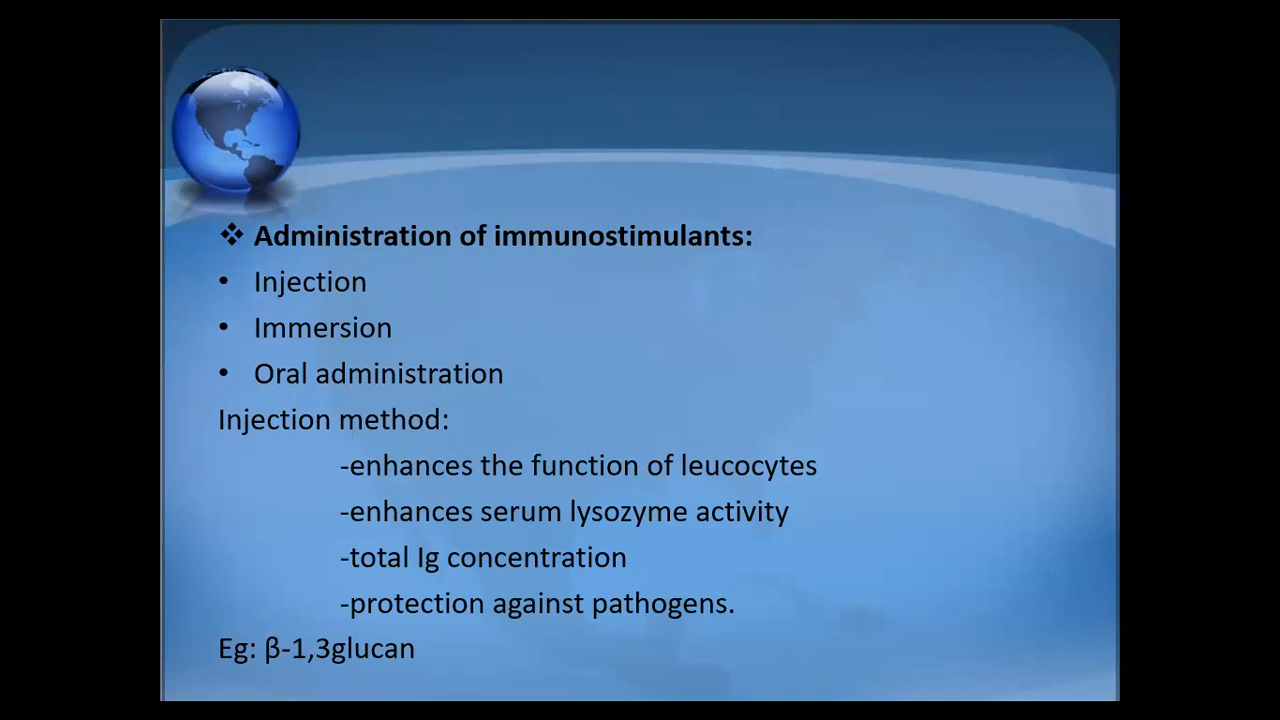 ❖ Administration of immunostimulants:
• Injection
• Immersion
• Oral administration
Injection method:
-enhances the function of leucocytes
-enhances serum lysozyme activity
-total Ig concentration
-protection against pathogens.
Eg: β-1,3glucan